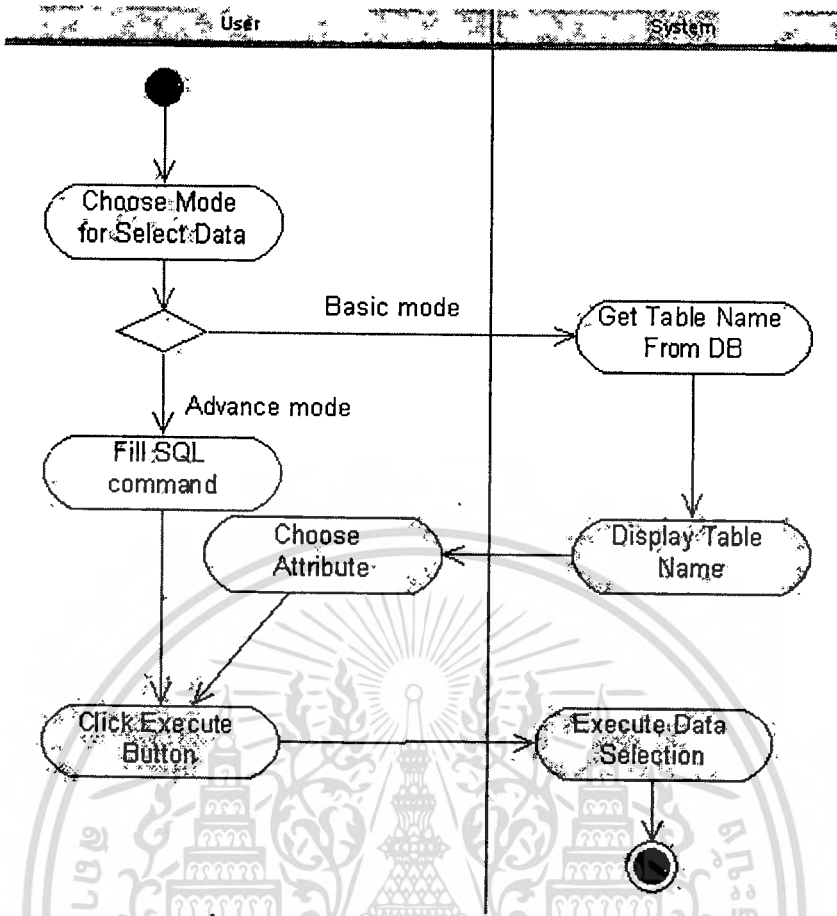 User
System
Choose Mode
for Select Data
Basic mode
Get Table Name
From DB
Advance mode
Fill SQL
command
Choose
Attribute
Display Table
Name
Click Execute
Button
Execute Data
Selection